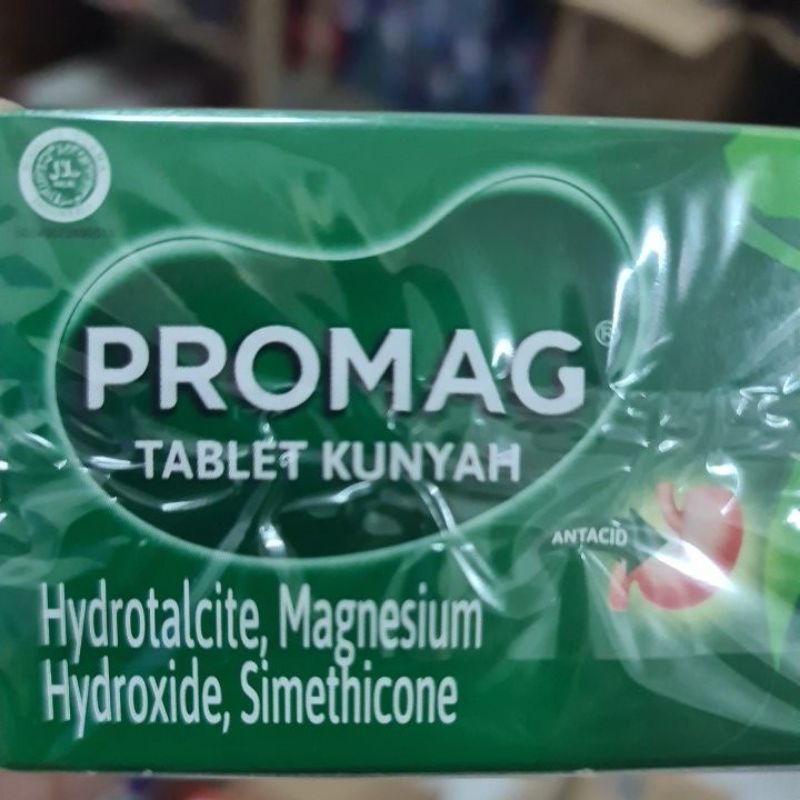 PROMAG®
TABLET KUNYAH
ANTACID
Hydrotalcite, Magnesium
Hydroxide, Simethicone